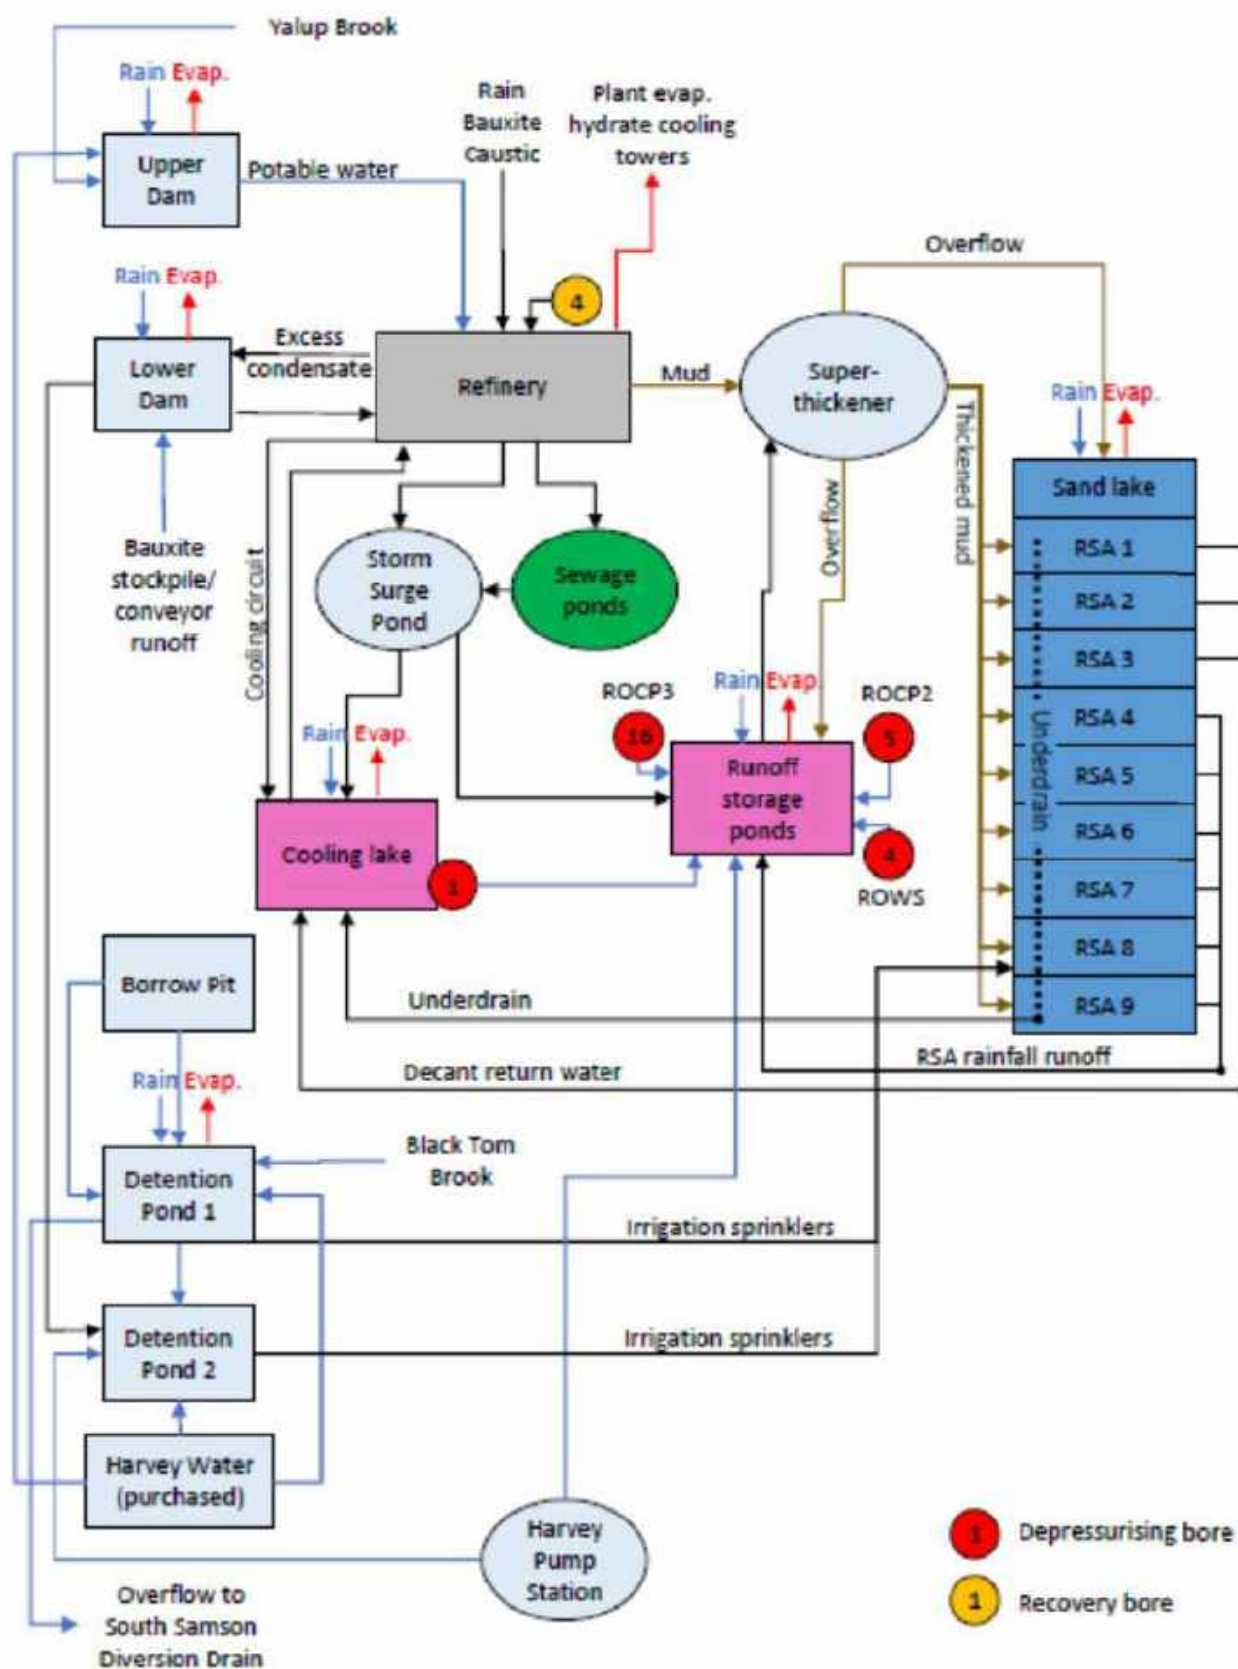 Yalup Brook
Rain Evap.
Upper
Dam
Potable water
Rain
Bauxite
Caustic
Plant evap.
hydrate cooling
towers
4
Overflow
Rain Evap.
Lower
Dam
Excess
condensate
Refinery
Mud
Super-
thickener
Thickened mud
Rain Evap.
Sand lake
RSA 1
RSA 2
RSA 3
RSA 4
RSA 5
RSA 6
RSA 7
RSA 8
RSA 9
Underdrain
Bauxite
stockpile/
conveyor
runoff
Cooling circuit
Storm
Surge
Pond
Sewage
ponds
Overflow
ROCP3
16
Rain Evap.
ROCP2
5
Runoff
storage
ponds
4
ROWS
Rain Evap.
Cooling lake
1
Borrow Pit
Underdrain
RSA rainfall runoff
Decant return water
Rain Evap.
Black Tom
Brook
Detention
Pond 1
Irrigation sprinklers
Detention
Pond 2
Irrigation sprinklers
Harvey Water
(purchased)
Harvey
Pump
Station
Overflow to
South Samson
Diversion Drain
1 Depressurising bore
1 Recovery bore